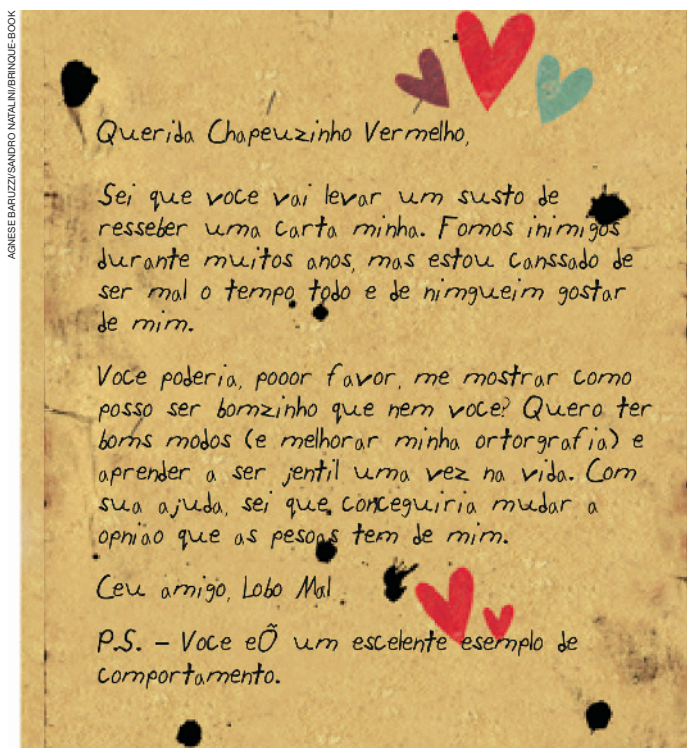 AGNESE BARUZZI/SANDRO NATALINI/BRINQUE-BOOK
Querida Chapeuzinho Vermelho,
Sei que voce vai levar um susto de
resseber uma carta minha. Fomos inimigos
durante muitos anos, mas estou canssado de
ser mal o tempo todo e de nimgueim gostar
de mim.
Voce poderia, pooor favor, me mostrar como
posso ser bomzinho que nem voce? Quero ter
boms modos (e melhorar minha ortorgrafia) e
aprender a ser jentil uma vez na vida. Com
sua ajuda, sei que conceguiria mudar a
opniao que as pesoas tem de mim.
Ceu amigo, Lobo Mal
P.S. – Voce eÕ um escelente esemplo de
comportamento.